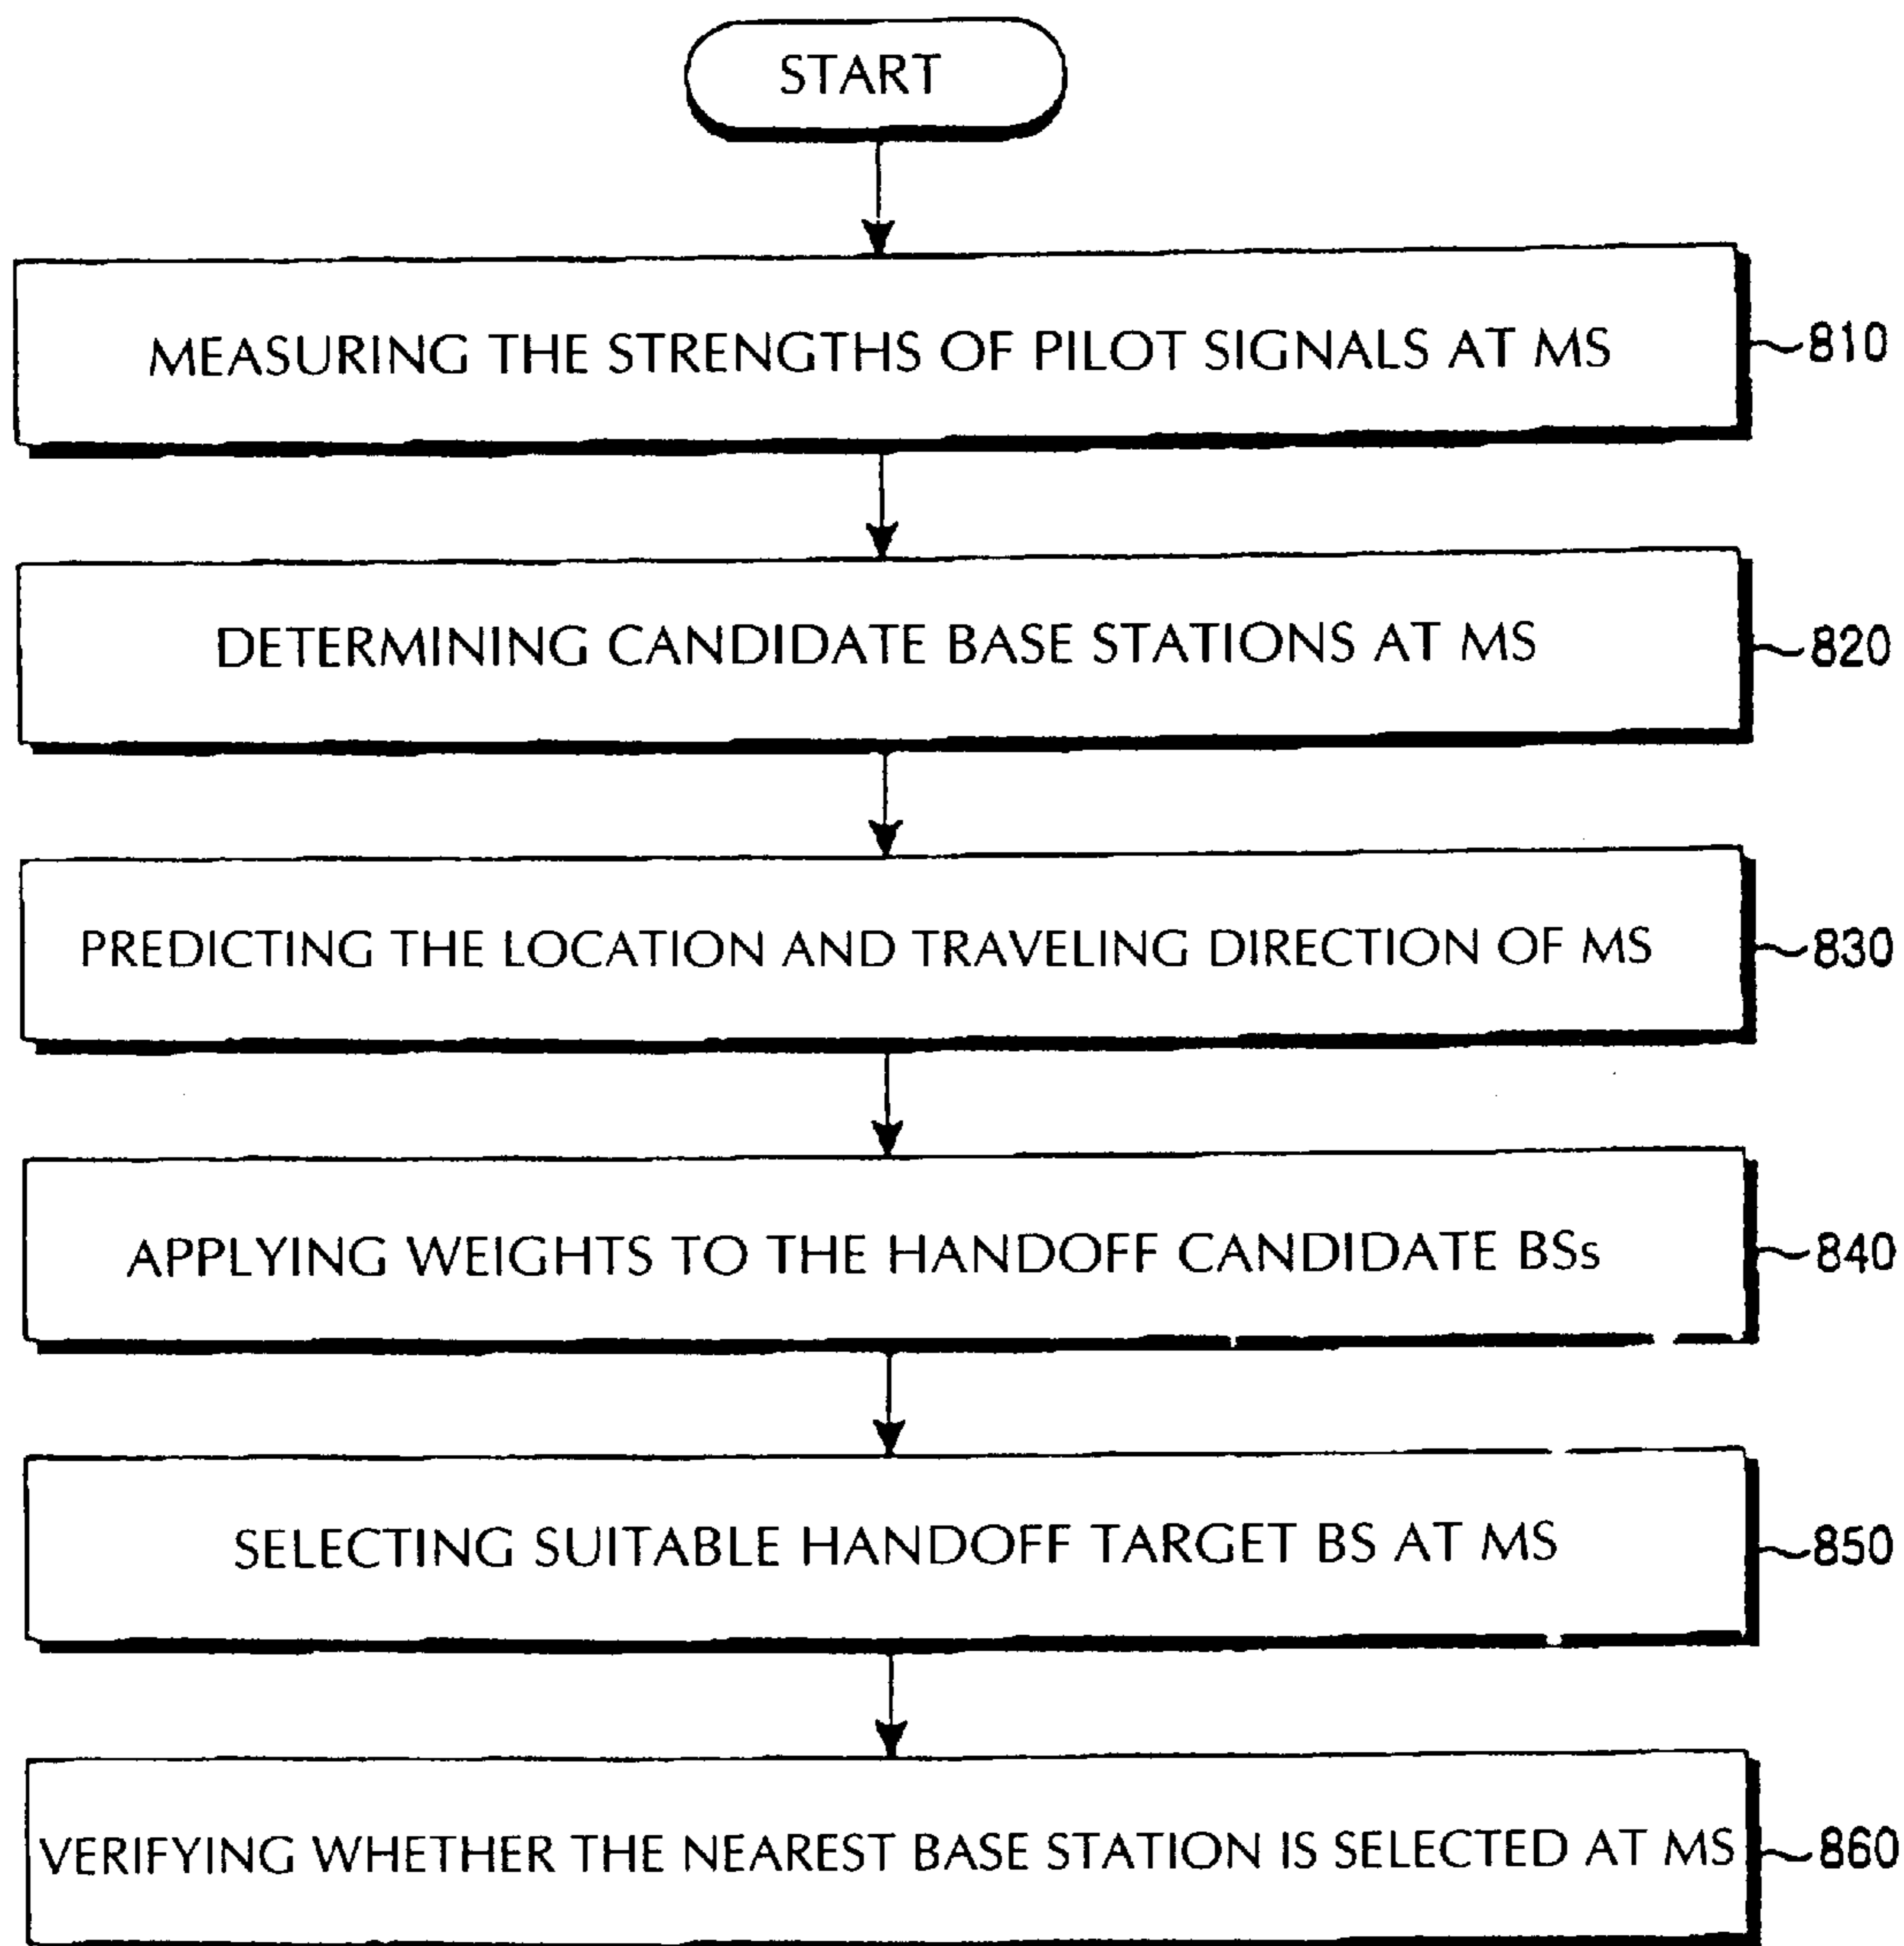 START
MEASURING THE STRENGTHS OF PILOT SIGNALS AT MS
810
DETERMINING CANDIDATE BASE STATIONS AT MS
820
PREDICTING THE LOCATION AND TRAVELING DIRECTION OF MS
830
APPLYING WEIGHTS TO THE HANDOFF CANDIDATE BSs
840
SELECTING SUITABLE HANDOFF TARGET BS AT MS
850
VERIFYING WHETHER THE NEAREST BASE STATION IS SELECTED AT MS
860